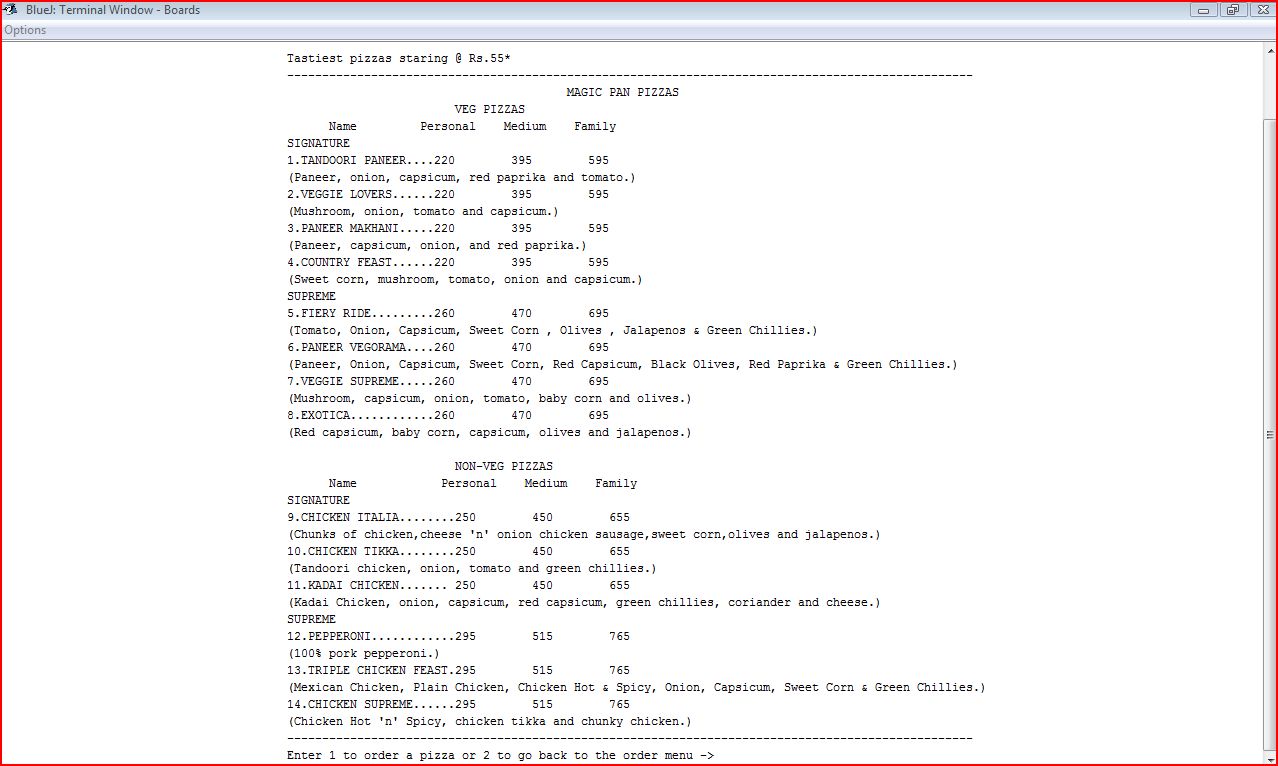 BlueJ: Terminal Window - Boards
Options
Tastiest pizzas staring @ Rs.55*
--------------------------------------------------------------------------------------------------
MAGIC PAN PIZZAS
VEG PIZZAS
Name Personal Medium Family
SIGNATURE
1.TANDOORI PANEER....220 395 595
(Paneer, onion, capsicum, red paprika and tomato.)
2.VEGGIE LOVERS......220 395 595
(Mushroom, onion, tomato and capsicum.)
3.PANEER MAKHANI.....220 395 595
(Paneer, capsicum, onion, and red paprika.)
4.COUNTRY FEAST......220 395 595
(Sweet corn, mushroom, tomato, onion and capsicum.)
SUPREME
5.FIERY RIDE.........260 470 695
(Tomato, Onion, Capsicum, Sweet Corn , Olives , Jalapenos & Green Chillies.)
6.PANEER VEGORAMA....260 470 695
(Paneer, Onion, Capsicum, Sweet Corn, Red Capsicum, Black Olives, Red Paprika & Green Chillies.)
7.VEGGIE SUPREME.....260 470 695
(Mushroom, capsicum, onion, tomato, baby corn and olives.)
8.EXOTICA............260 470 695
(Red capsicum, baby corn, capsicum, olives and jalapenos.)
NON-VEG PIZZAS
Name Personal Medium Family
SIGNATURE
9.CHICKEN ITALIA........250 450 655
(Chunks of chicken,cheese 'n' onion chicken sausage,sweet corn,olives and jalapenos.)
10.CHICKEN TIKKA........250 450 655
(Tandoori chicken, onion, tomato and green chillies.)
11.KADAI CHICKEN....... 250 450 655
(Kadai Chicken, onion, capsicum, red capsicum, green chillies, coriander and cheese.)
SUPREME
12.PEPPERONI............295 515 765
(100% pork pepperoni.)
13.TRIPLE CHICKEN FEAST.295 515 765
(Mexican Chicken, Plain Chicken, Chicken Hot & Spicy, Onion, Capsicum, Sweet Corn & Green Chillies.)
14.CHICKEN SUPREME......295 515 765
(Chicken Hot 'n' Spicy, chicken tikka and chunky chicken.)
--------------------------------------------------------------------------------------------------
Enter 1 to order a pizza or 2 to go back to the order menu ->